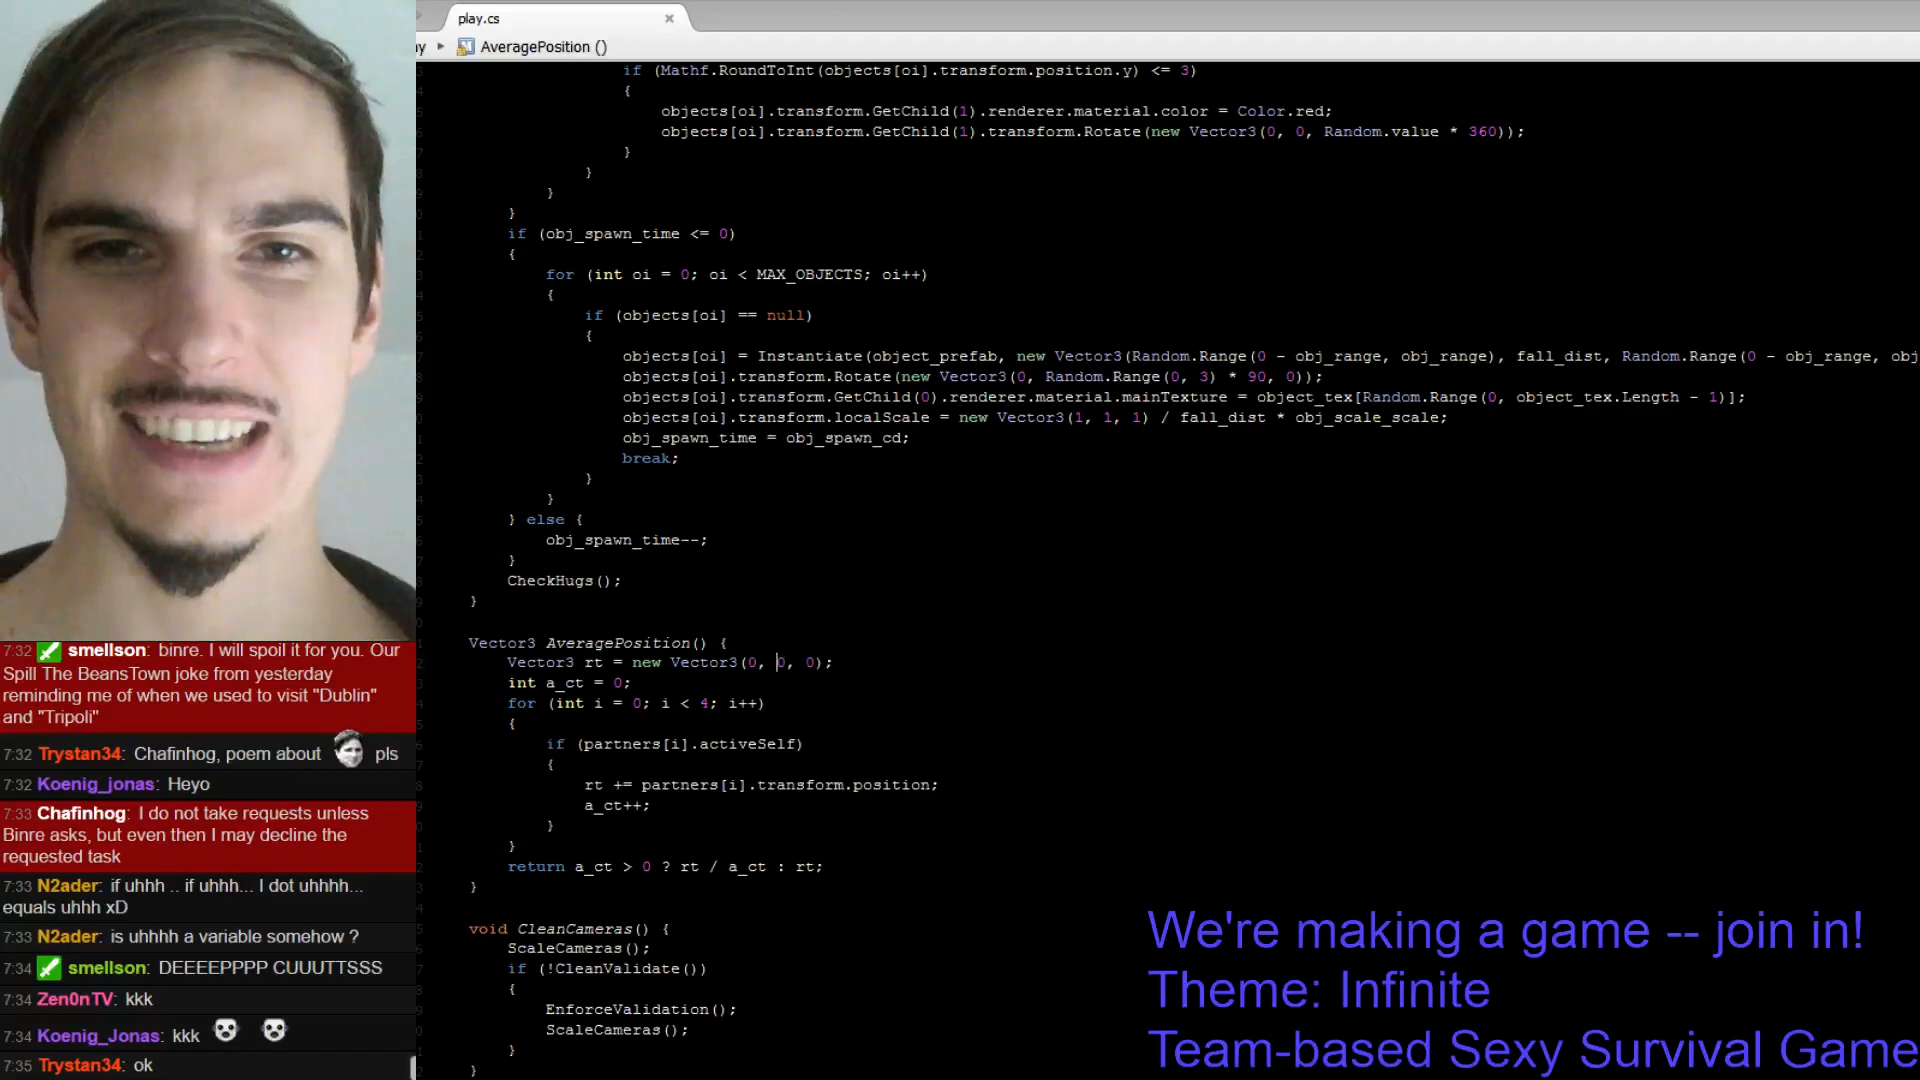 play.cs
AveragePosition ()
if (Mathf.RoundToInt(objects[oi].transform.position.y) <= 3)
{
objects[oi].transform.GetChild(1).renderer.material.color = Color.red;
objects[oi].transform.GetChild(1).transform.Rotate(new Vector3(0, 0, Random.value * 360));
}
}
}
}
if (obj_spawn_time <= 0)
{
for (int oi = 0; oi < MAX_OBJECTS; oi++)
{
if (objects[oi] == null)
{
objects[oi] = Instantiate(object_prefab, new Vector3(Random.Range(0 - obj_range, obj_range), fall_dist, Random.Range(0 - obj_range, obj
objects[oi].transform.Rotate(new Vector3(0, Random.Range(0, 3) * 90, 0));
objects[oi].transform.GetChild(0).renderer.material.mainTexture = object_tex[Random.Range(0, object_tex.Length - 1)];
objects[oi].transform.localScale = new Vector3(1, 1, 1) / fall_dist * obj_scale_scale;
obj_spawn_time = obj_spawn_cd;
break;
}
}
} else {
obj_spawn_time--;
}
CheckHugs();
}
Vector3 AveragePosition() {
Vector3 rt = new Vector3(0, 0, 0);
int a_ct = 0;
for (int i = 0; i < 4; i++)
{
if (partners[i].activeSelf)
{
rt += partners[i].transform.position;
a_ct++;
}
}
return a_ct > 0 ? rt / a_ct : rt;
}
void CleanCameras() {
ScaleCameras();
if (!CleanValidate())
{
EnforceValidation();
ScaleCameras();
}
}
7:32 smellson: binre. I will spoil it for you. Our
Spill The BeansTown joke from yesterday
reminding me of when we used to visit "Dublin"
and "Tripoli"
7:32 Trystan34: Chafinhog, poem about pls
7:32 Koenig_jonas: Heyo
7:33 Chafinhog: I do not take requests unless
Binre asks, but even then I may decline the
requested task
7:33 N2ader: if uhhh .. if uhhh... I dot uhhhh...
equals uhhh xD
7:33 N2ader: is uhhhh a variable somehow ?
7:34 smellson: DEEEEPPPP CUUUTTSSS
7:34 Zen0nTV: kkk
7:34 Koenig_Jonas: kkk
7:35 Trystan34: ok
We're making a game -- join in!
Theme: Infinite
Team-based Sexy Survival Game